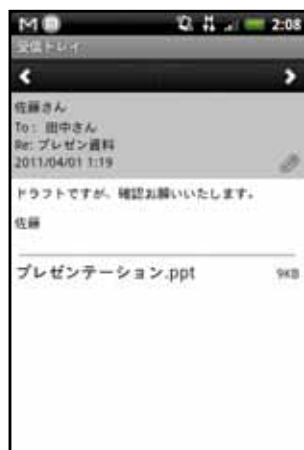 2:08
受信トレイ
佐藤さん
To: 田中さん
Re: プレゼン資料
2011/04/01 1:19
ドラフトですが、確認お願いいたします。
佐藤
プレゼンテーション.ppt 9KB